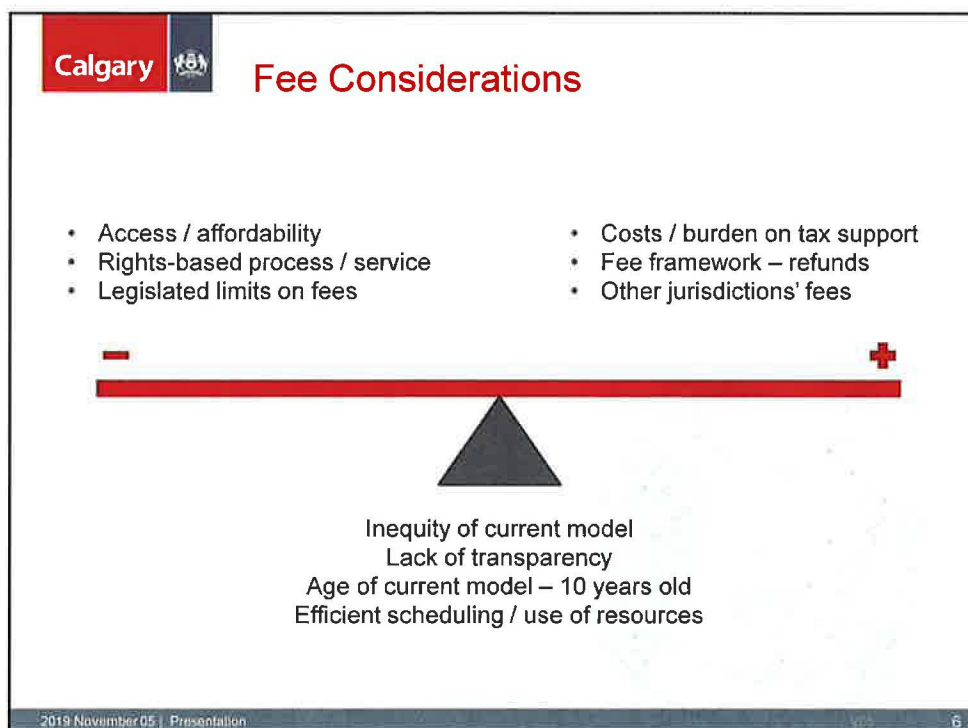 Calgary
Fee Considerations
• Access / affordability
• Rights-based process / service
• Legislated limits on fees
• Costs / burden on tax support
• Fee framework – refunds
• Other jurisdictions' fees
Inequity of current model
Lack of transparency
Age of current model – 10 years old
Efficient scheduling / use of resources
2019 November 05 | Presentation
6